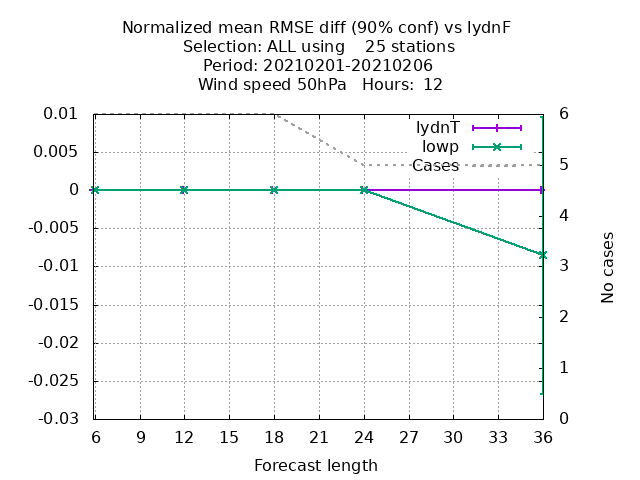 Normalized mean RMSE diff (90% conf) vs lydnF
Selection: ALL using 25 stations
Period: 20210201-20210206
Wind speed 50hPa Hours: 12
0.01
0.005
0
-0.005
-0.01
-0.015
-0.02
-0.025
-0.03
6
5
4
3
2
1
0
lydnT
lowp
Cases
No cases
6 9 12 15 18 21 24 27 30 33 36
Forecast length